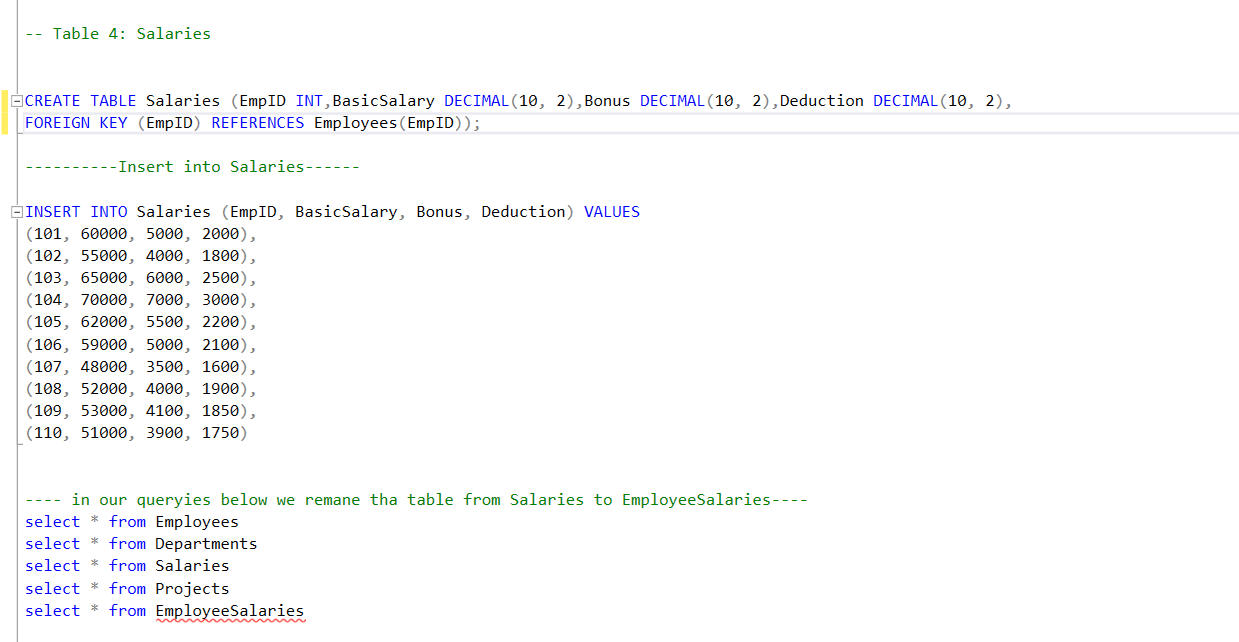 -- Table 4: Salaries
CREATE TABLE Salaries (EmpID INT,BasicSalary DECIMAL(10, 2),Bonus DECIMAL(10, 2),Deduction DECIMAL(10, 2),
FOREIGN KEY (EmpID) REFERENCES Employees(EmpID));
----------Insert into Salaries------
INSERT INTO Salaries (EmpID, BasicSalary, Bonus, Deduction) VALUES
(101, 60000, 5000, 2000),
(102, 55000, 4000, 1800),
(103, 65000, 6000, 2500),
(104, 70000, 7000, 3000),
(105, 62000, 5500, 2200),
(106, 59000, 5000, 2100),
(107, 48000, 3500, 1600),
(108, 52000, 4000, 1900),
(109, 53000, 4100, 1850),
(110, 51000, 3900, 1750)
---- in our queryies below we remane tha table from Salaries to EmployeeSalaries----
select * from Employees
select * from Departments
select * from Salaries
select * from Projects
select * from EmployeeSalaries